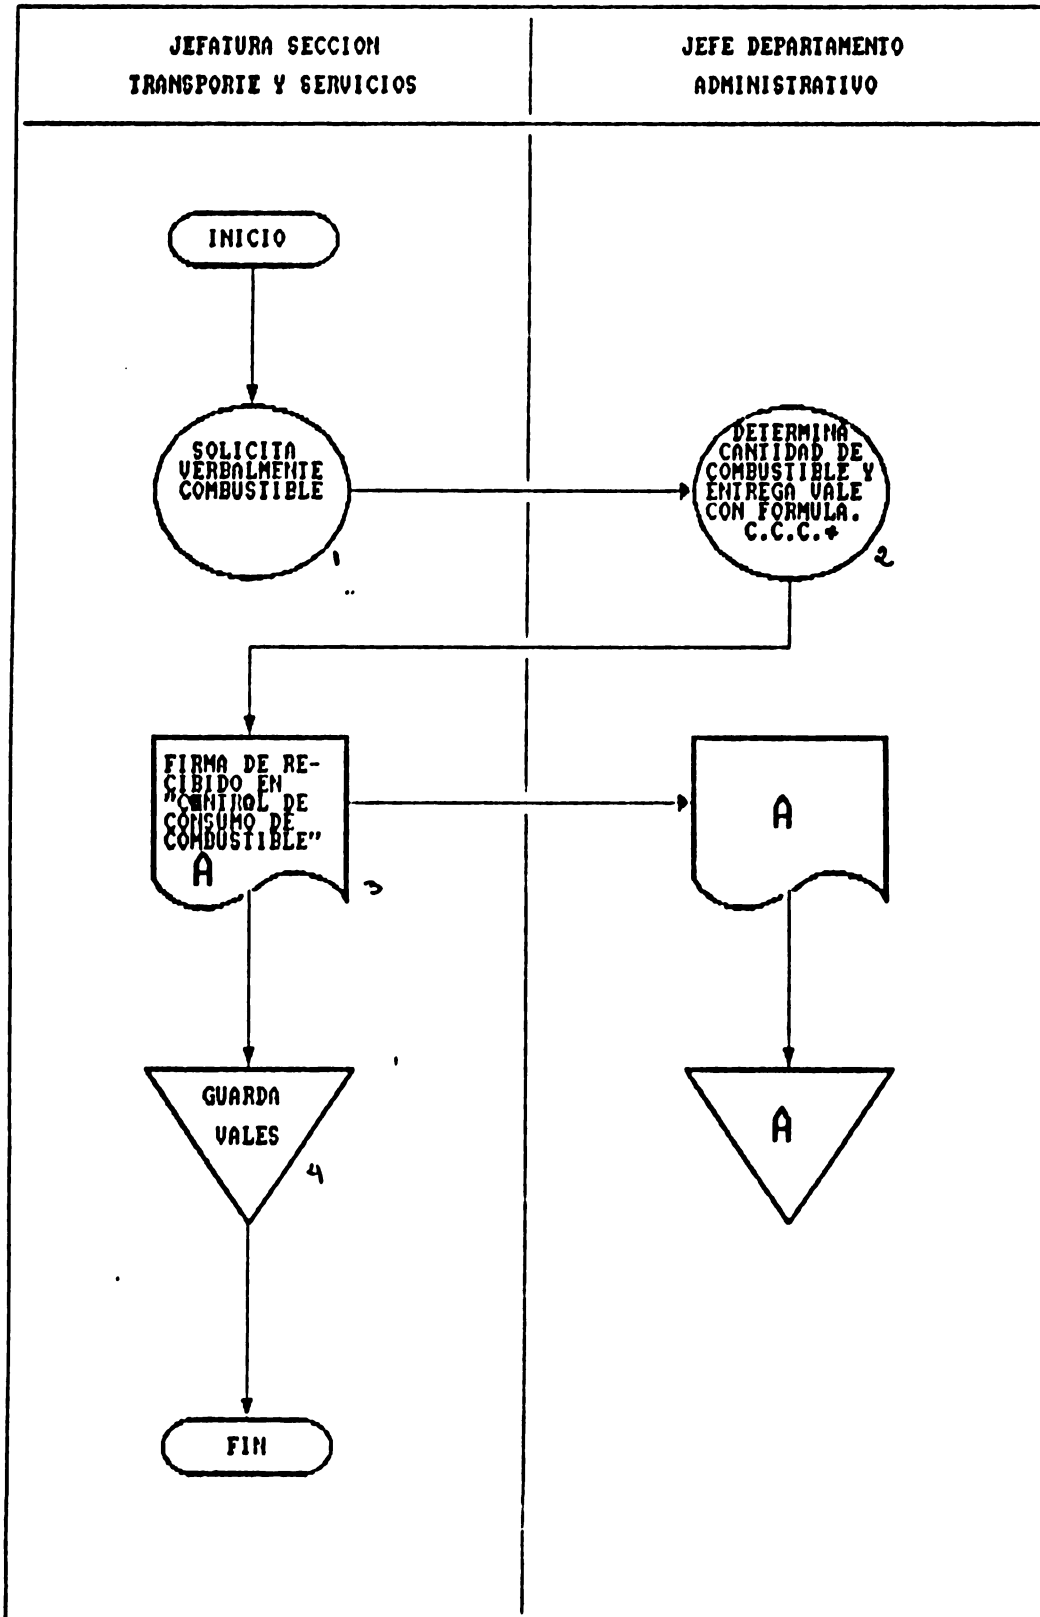 JEFATURA SECCION
TRANSPORTE Y SERVICIOS
JEFE DEPARTAMENTO
ADMINISTRATIVO
INICIO
SOLICITA
VERBALMENTE
COMBUSTIBLE
1
DETERMINA
CANTIDAD DE
COMBUSTIBLE Y
ENTREGA VALE
CON FORMULA.
C.C.C.*
2
FIRMA DE RE-
CIBIDO EN
"CONTROL DE
CONSUMO DE
COMBUSTIBLE"
A
3
A
GUARDA
VALES
4
A
FIN